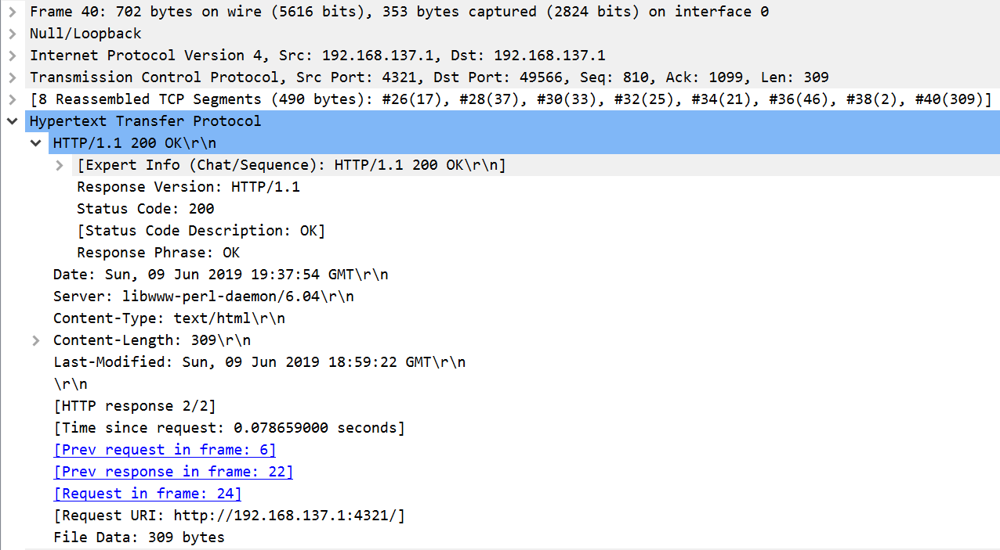 Frame 40: 702 bytes on wire (5616 bits), 353 bytes captured (2824 bits) on interface 0
Null/Loopback
Internet Protocol Version 4, Src: 192.168.137.1, Dst: 192.168.137.1
Transmission Control Protocol, Src Port: 4321, Dst Port: 49566, Seq: 810, Ack: 1099, Len: 309
[8 Reassembled TCP Segments (490 bytes): #26(17), #28(37), #30(33), #32(25), #34(21), #36(46), #38(2), #40(309)]
Hypertext Transfer Protocol
HTTP/1.1 200 OK\r\n
[Expert Info (Chat/Sequence): HTTP/1.1 200 OK\r\n]
Response Version: HTTP/1.1
Status Code: 200
[Status Code Description: OK]
Response Phrase: OK
Date: Sun, 09 Jun 2019 19:37:54 GMT\r\n
Server: libwww-perl-daemon/6.04\r\n
Content-Type: text/html\r\n
Content-Length: 309\r\n
Last-Modified: Sun, 09 Jun 2019 18:59:22 GMT\r\n
\r\n
[HTTP response 2/2]
[Time since request: 0.078659000 seconds]
[Prev request in frame: 6]
[Prev response in frame: 22]
[Request in frame: 24]
[Request URI: http://192.168.137.1:4321/]
File Data: 309 bytes